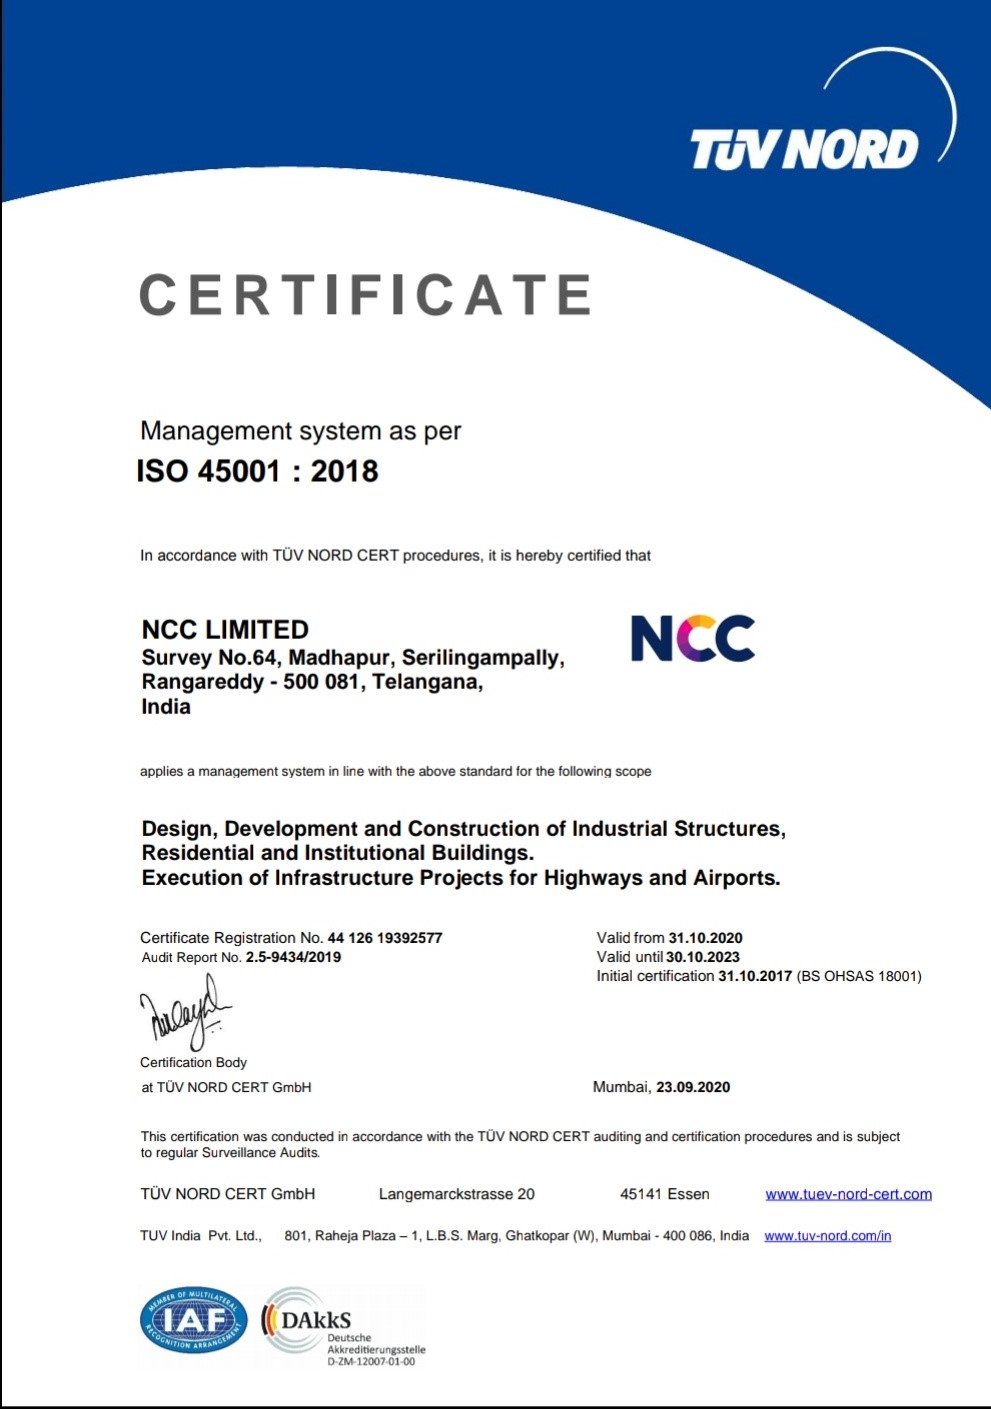 TÜV NORD
CERTIFICATE
Management system as per
ISO 45001 : 2018
In accordance with TÜV NORD CERT procedures, it is hereby certified that
NCC LIMITED
NCC
Survey No.64, Madhapur, Serilingampally,
Rangareddy - 500 081, Telangana,
India
applies a management system in line with the above standard for the following scope
Design, Development and Construction of Industrial Structures,
Residential and Institutional Buildings.
Execution of Infrastructure Projects for Highways and Airports.
Certificate Registration No. 44 126 19392577
Audit Report No. 2.5-9434/2019
Valid from 31.10.2020
Valid until 30.10.2023
Initial certification 31.10.2017 (BS OHSAS 18001)
Certification Body
at TÜV NORD CERT GmbH
Mumbai, 23.09.2020
This certification was conducted in accordance with the TÜV NORD CERT auditing and certification procedures and is subject
to regular Surveillance Audits.
TÜV NORD CERT GmbH Langemarckstrasse 20 45141 Essen www.tuev-nord-cert.com
TUV India Pvt. Ltd., 801, Raheja Plaza – 1, L.B.S. Marg, Ghatkopar (W), Mumbai - 400 086, India www.tuv-nord.com/in
MEMBER OF MULTILATERAL
IAF
RECOGNITION ARRANGEMENT
DAkkS
Deutsche
Akkreditierungsstelle
D-ZM-12007-01-00